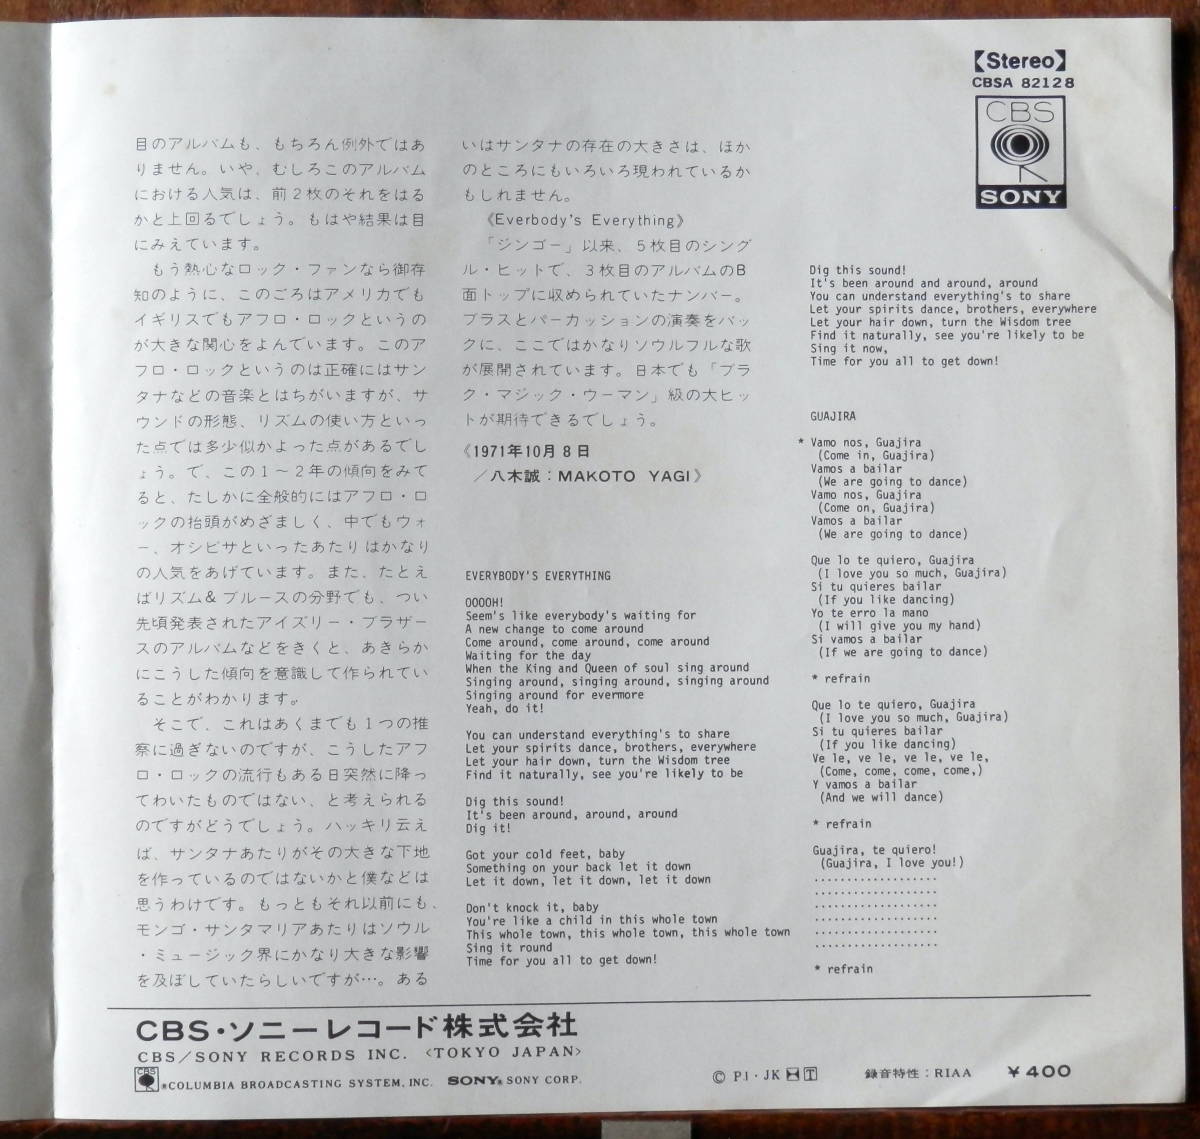 【Stereo】
CBSA 82128
CBS
SONY
目のアルバムも、もちろん例外ではあ
りません。いや、むしろこのアルバム
における人気は、前2枚のそれをはる
かと上回るでしょう。もはや結果は目
にみえています。
もう熱心なロック・ファンなら御存
知のように、このごろはアメリカでも
イギリスでもアフロ・ロックというの
が大きな関心をよんでいます。このア
フロ・ロックというのは正確にはサン
タナなどの音楽とはちがいますが、サ
ウンドの形態、リズムの使い方といっ
た点では多少似かよった点があるでし
ょう。で、この1〜2年の傾向をみて
ると、たしかに全般的にはアフロ・ロ
ックの抬頭がめざましく、中でもウォ
ー、オシビサといったあたりはかなり
の人気をあげています。また、たとえ
ばリズム&ブルースの分野でも、つい
先頃発表されたアイズリー・ブラザー
スのアルバムなどをきくと、あきらか
にこうした傾向を意識して作られてい
ることがわかります。
そこで、これはあくまでも1つの推
察に過ぎないのですが、こうしたアフ
ロ・ロックの流行もある日突然に降っ
てわいたものではない、と考えられる
のですがどうでしょう。ハッキリ云え
ば、サンタナあたりがその大きな下地
を作っているのではないかと僕などは
思うわけです。もっともそれ以前にも、
モンゴ・サンタマリアあたりはソウル
・ミュージック界にかなり大きな影響
を及ぼしていたらしいですが…。ある
いはサンタナの存在の大きさは、ほか
のところにもいろいろ現われているか
もしれません。
《Everbody's Everything》
「ジンゴー」以来、5枚目のシング
ル・ヒットで、3枚目のアルバムのB
面トップに収められていたナンバー。
ブラスとパーカッションの演奏をバッ
クに、ここではかなりソウルフルな歌
が展開されています。日本でも「ブラ
ク・マジック・ウーマン」級の大ヒッ
トが期待できるでしょう。
《1971年10月8日
／八木誠：MAKOTO YAGI》
EVERYBODY'S EVERYTHING
OOOOH!
Seem's like everybody's waiting for
A new change to come around
Come around, come around, come around
Waiting for the day
When the King and Queen of soul sing around
Singing around, singing around, singing around
Singing around for evermore
Yeah, do it!
You can understand everything's to share
Let your spirits dance, brothers, everywhere
Let your hair down, turn the Wisdom tree
Find it naturally, see you're likely to be
Dig this sound!
It's been around, around, around
Dig it!
Got your cold feet, baby
Something on your back let it down
Let it down, let it down, let it down
Don't knock it, baby
You're like a child in this whole town
This whole town, this whole town, this whole town
Sing it round
Time for you all to get down!
Dig this sound!
It's been around and around, around
You can understand everything's to share
Let your spirits dance, brothers, everywhere
Let your hair down, turn the Wisdom tree
Find it naturally, see you're likely to be
Sing it now,
Time for you all to get down!
GUAJIRA
* Vamo nos, Guajira
(Come in, Guajira)
Vamos a bailar
(We are going to dance)
Vamo nos, Guajira
(Come on, Guajira)
Vamos a bailar
(We are going to dance)
Que lo te quiero, Guajira
(I love you so much, Guajira)
Si tu quieres bailar
(If you like dancing)
Yo te erro la mano
(I will give you my hand)
Si vamos a bailar
(If we are going to dance)
* refrain
Que lo te quiero, Guajira
(I love you so much, Guajira)
Si tu quieres bailar
(If you like dancing)
Ve le, ve le, ve le, ve le,
(Come, come, come, come,)
Y vamos a bailar
(And we will dance)
* refrain
Guajira, te quiero!
(Guajira, I love you!)
..................
..................
..................
..................
..................
..................
* refrain
CBS・ソニーレコード株式会社
CBS/SONY RECORDS INC. 〈TOKYO JAPAN〉
CBS ®COLUMBIA BROADCASTING SYSTEM, INC. SONY® SONY CORP.
© P.1・JK H T 録音特性：RIAA ¥400